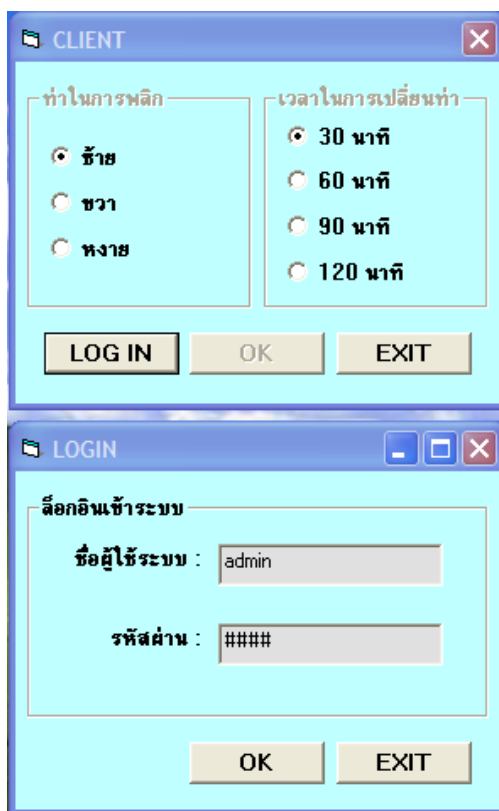 CLIENT
ท่าในการพลิก
ซ้าย
ขวา
หงาย
เวลาในการเปลี่ยนท่า
30 นาที
60 นาที
90 นาที
120 นาที
LOG IN OK EXIT
LOGIN
ล็อกอินเข้าระบบ
ชื่อผู้ใช้ระบบ : admin
รหัสผ่าน : ####
OK EXIT